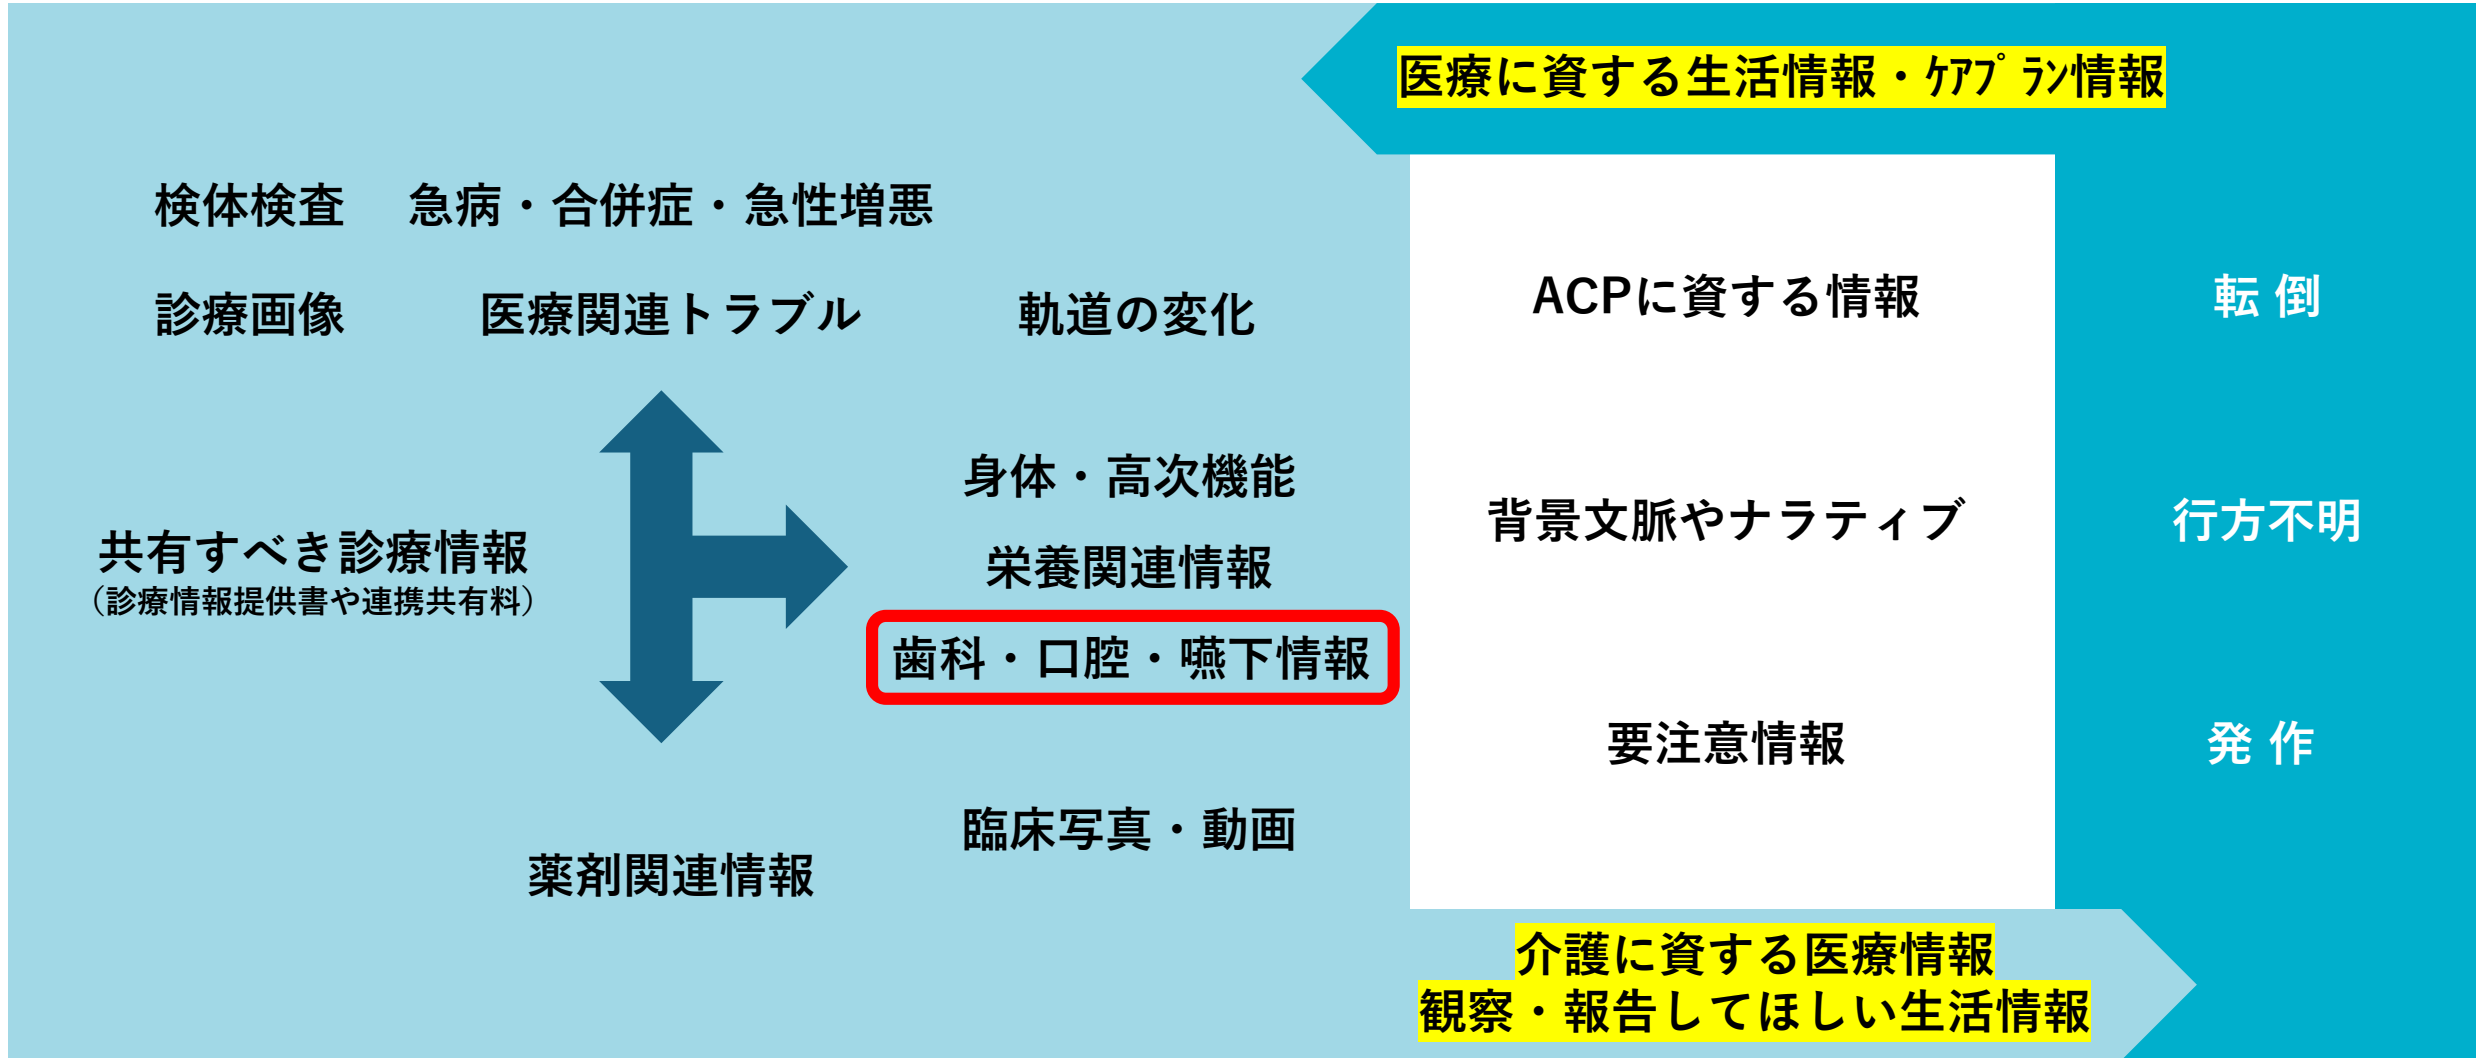 医療に資する生活情報・ｹｱﾌﾟﾗﾝ情報
検体検査
急病・合併症・急性増悪
診療画像
医療関連トラブル
軌道の変化
共有すべき診療情報
（診療情報提供書や連携共有料）
身体・高次機能
栄養関連情報
歯科・口腔・嚥下情報
臨床写真・動画
薬剤関連情報
ACPに資する情報
背景文脈やナラティブ
要注意情報
転 倒
行方不明
発 作
介護に資する医療情報
観察・報告してほしい生活情報